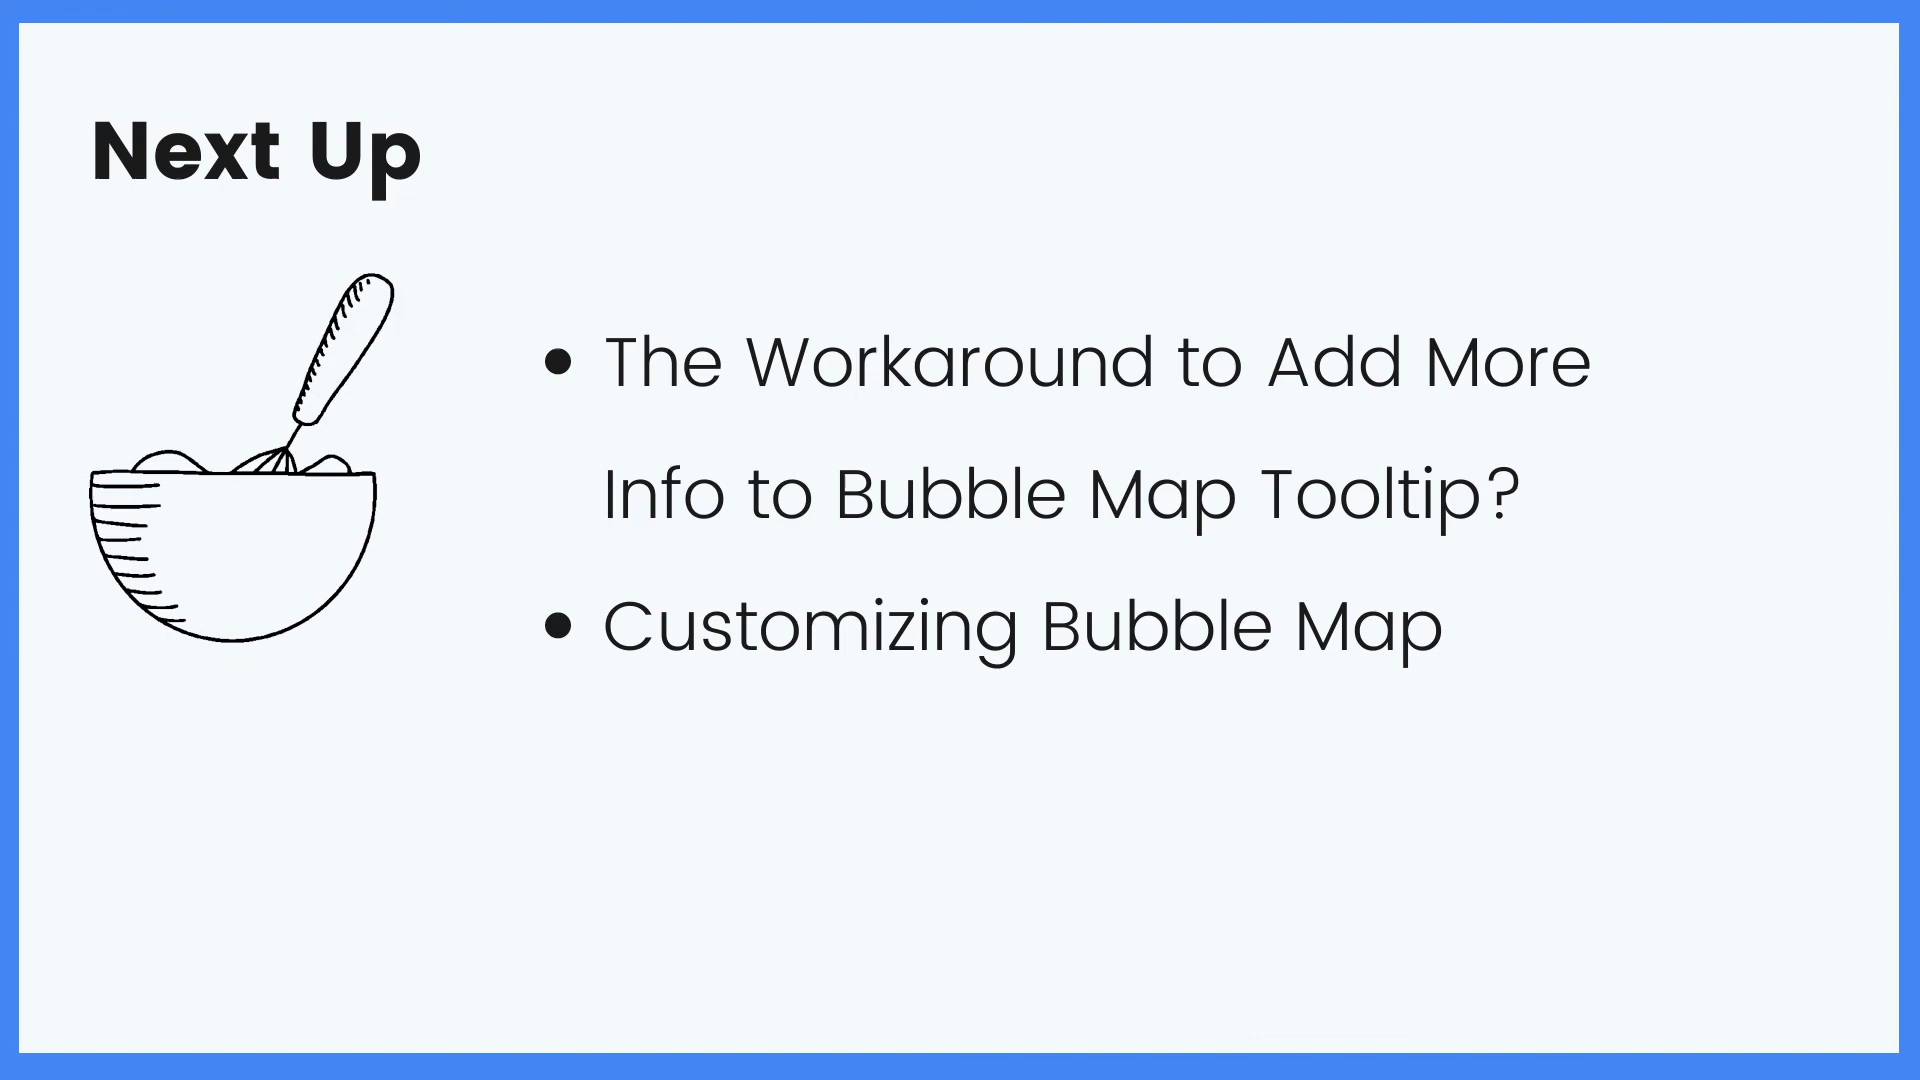 Next Up
• The Workaround to Add More
Info to Bubble Map Tooltip?
• Customizing Bubble Map